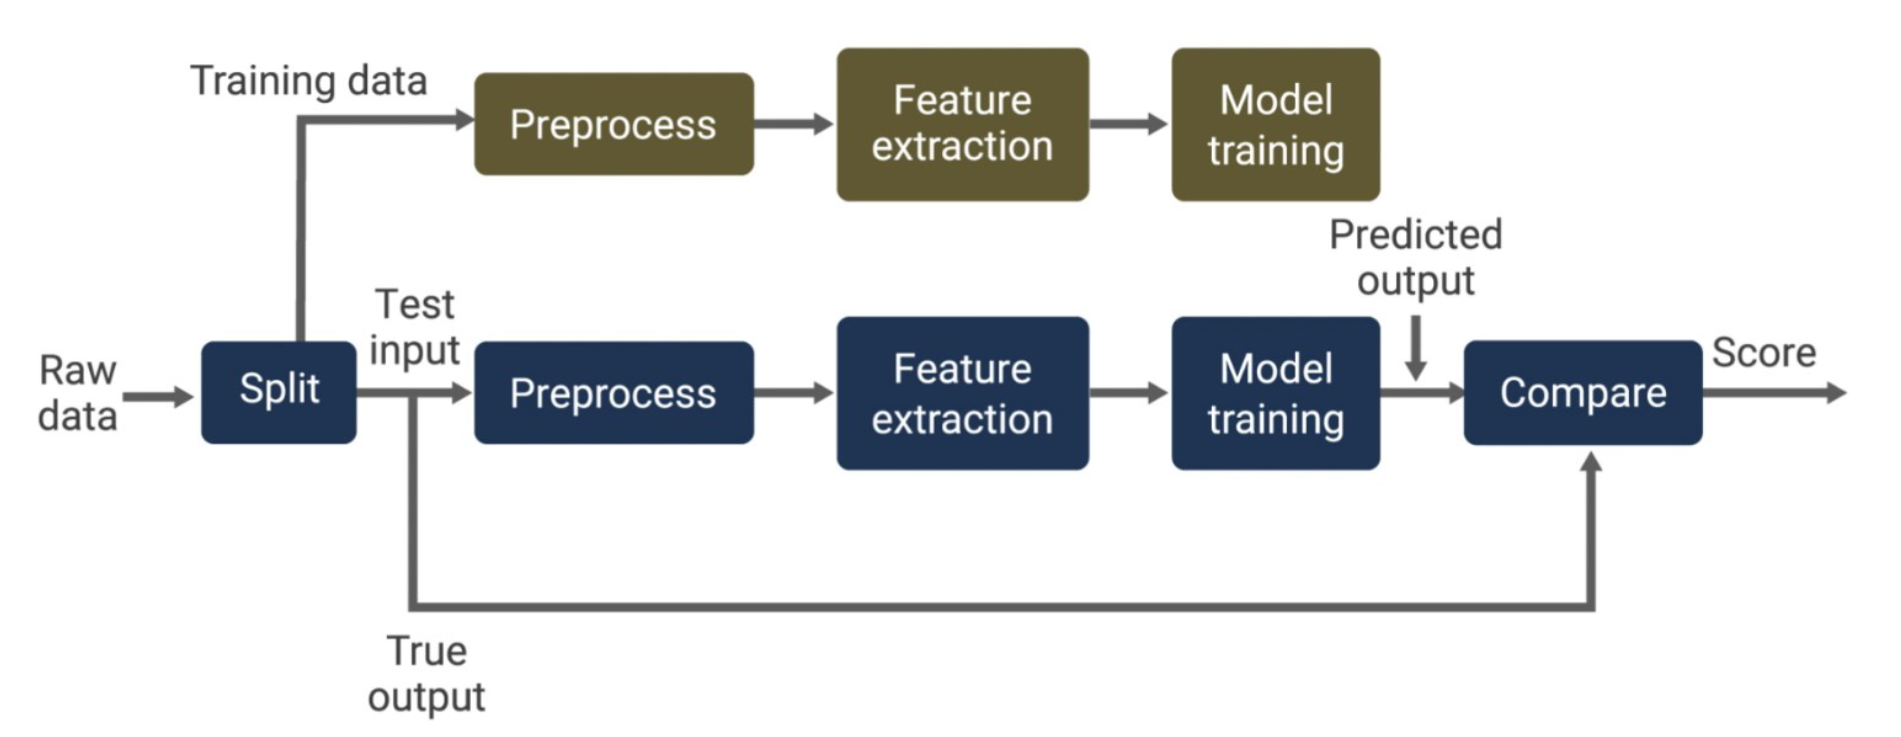 Training data
Preprocess
Feature
extraction
Model
training
Predicted
output
Raw
data
Split
Test
input
Preprocess
Feature
extraction
Model
training
Compare
Score
True
output